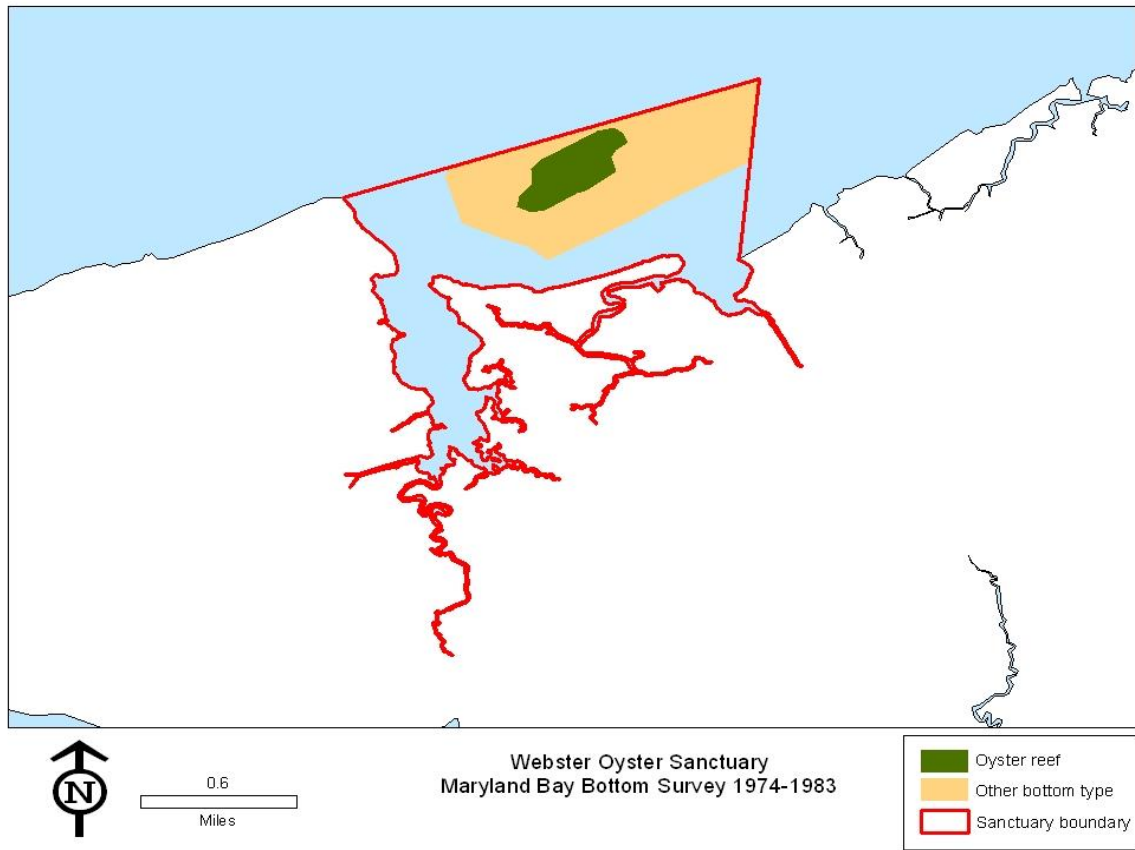 N
0.6
Miles
Webster Oyster Sanctuary
Maryland Bay Bottom Survey 1974-1983
Oyster reef
Other bottom type
Sanctuary boundary